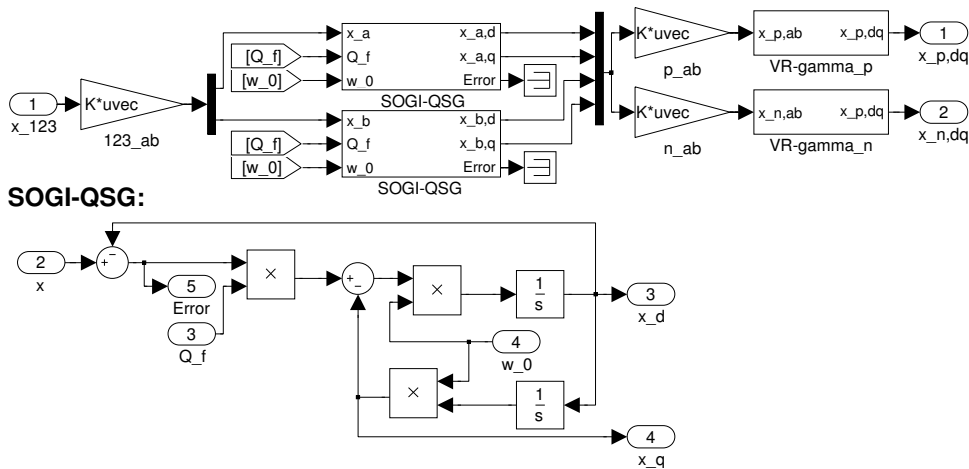 1
x_123
K*uvec
123_ab
[Q_f]
[w_0]
x_a
Q_f
w_0
x_a,d
x_a,q
Error
SOGI-QSG
[Q_f]
[w_0]
x_b
Q_f
w_0
x_b,d
x_b,q
Error
SOGI-QSG
K*uvec
p_ab
x_p,ab
x_p,dq
VR-gamma_p
1
x_p,dq
K*uvec
n_ab
x_n,ab
x_p,dq
VR-gamma_n
2
x_n,dq
SOGI-QSG:
2
x
+
−
5
Error
3
Q_f
×
+
−
×
1
s
3
x_d
4
w_0
×
1
s
4
x_q